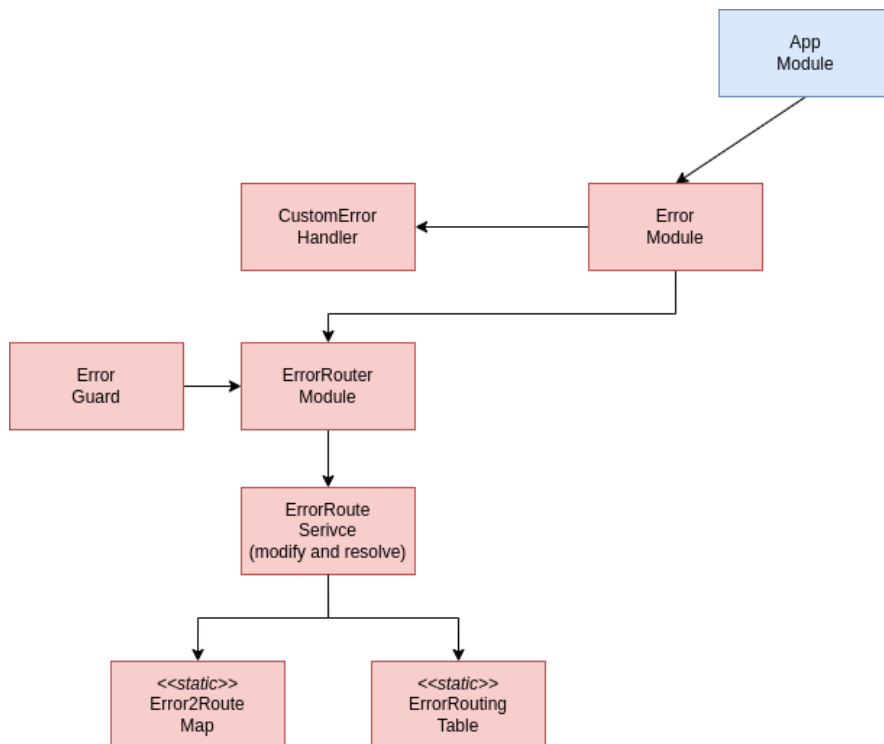 App
Module
CustomError
Handler
Error
Module
Error
Guard
ErrorRouter
Module
ErrorRoute
Serivce
(modify and resolve)
<<static>>
Error2Route
Map
<<static>>
ErrorRouting
Table